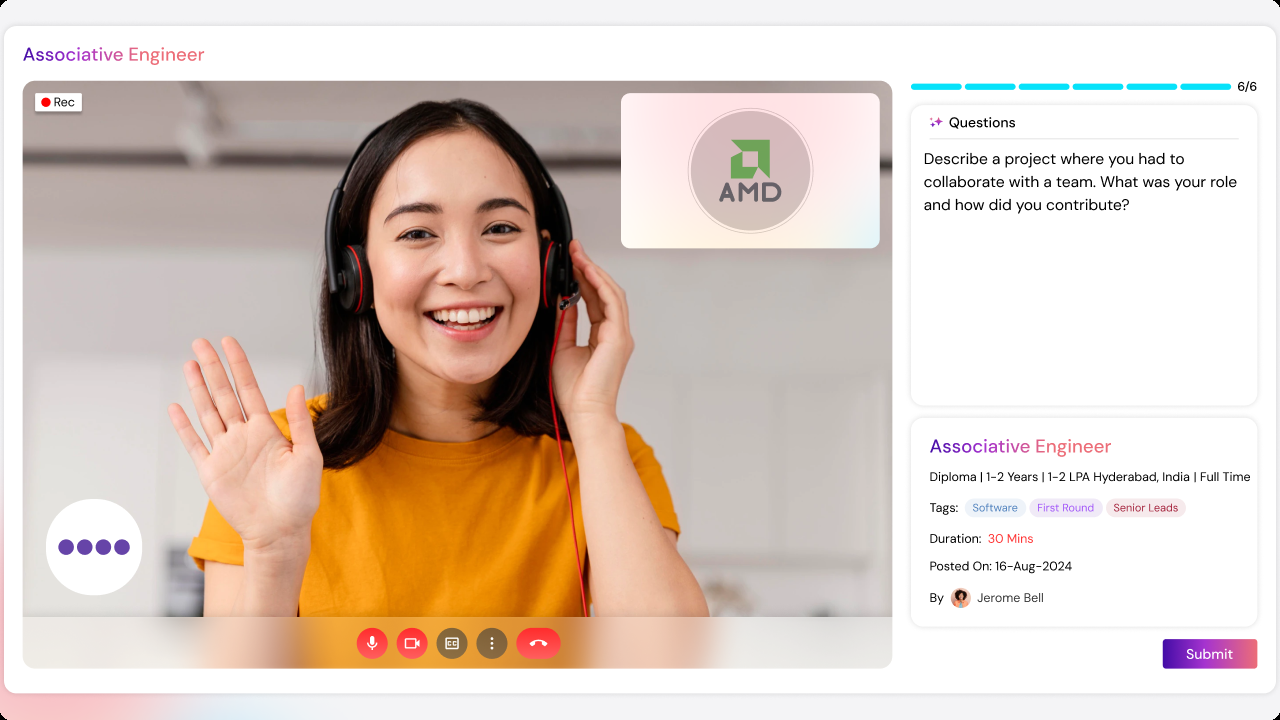 Associative Engineer
Rec
AMD
6/6
Questions
Describe a project where you had to
collaborate with a team. What was your role
and how did you contribute?
Associative Engineer
Diploma | 1-2 Years | 1-2 LPA Hyderabad, India | Full Time
Tags: Software First Round Senior Leads
Duration: 30 Mins
Posted On: 16-Aug-2024
By Jerome Bell
CC
Submit